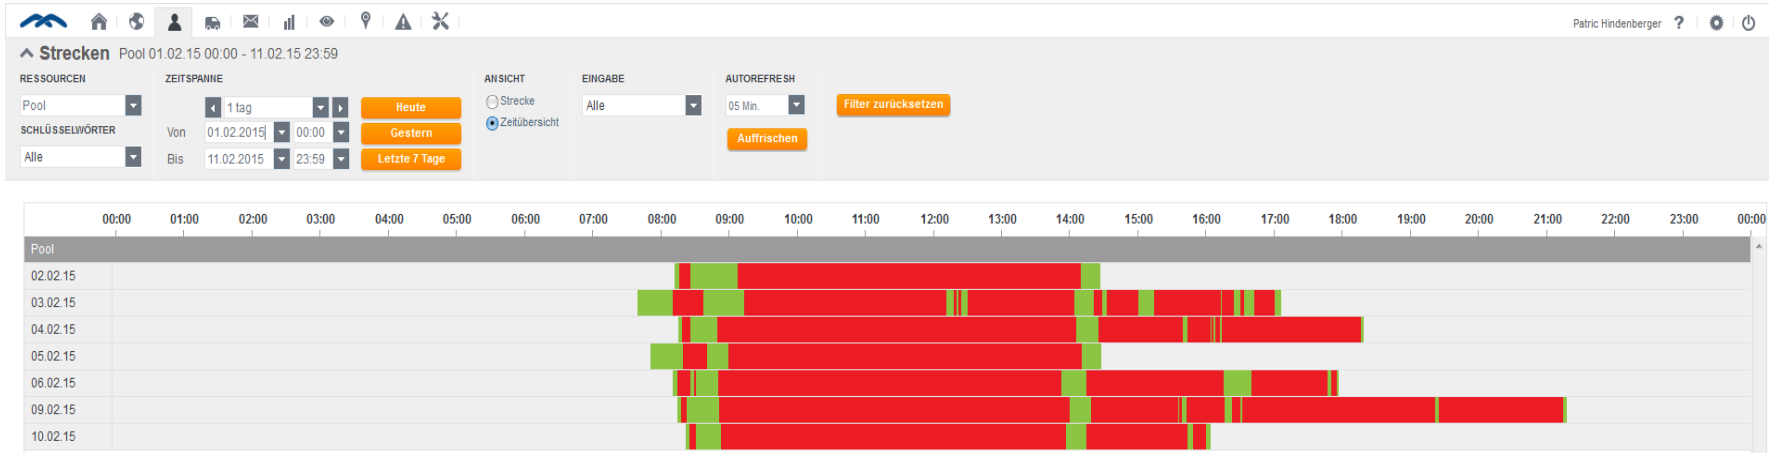 Patric Hindenberger ?
Strecken Pool 01.02.15 00:00 - 11.02.15 23:59
RESSOURCEN ZEITSPANNE ANSICHT EINGABE AUTOREFRESH
Pool 1 tag Heute Strecke Alle 05 Min. Filter zurücksetzen
SCHLÜSSELWÖRTER Von 01.02.2015 00:00 Gestern Zeitübersicht Auffrischen
Alle Bis 11.02.2015 23:59 Letzte 7 Tage
00:00 01:00 02:00 03:00 04:00 05:00 06:00 07:00 08:00 09:00 10:00 11:00 12:00 13:00 14:00 15:00 16:00 17:00 18:00 19:00 20:00 21:00 22:00 23:00 00:00
Pool
02.02.15
03.02.15
04.02.15
05.02.15
06.02.15
09.02.15
10.02.15